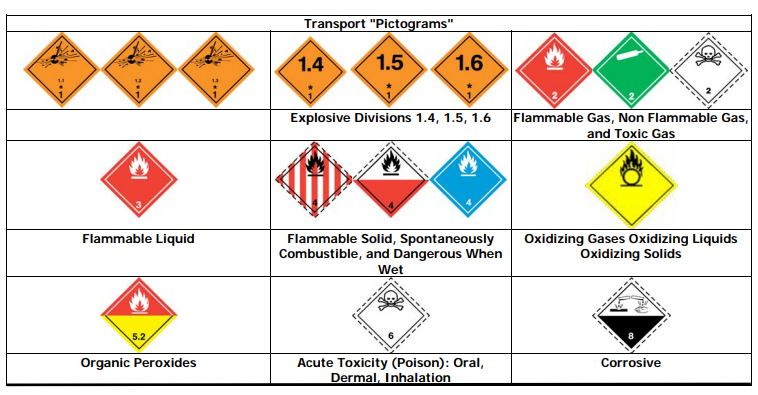 Transport "Pictograms"
1.1
*
1
1.2
*
1
1.3
*
1
1.4
*
1
1.5
*
1
1.6
*
1
2
2
2
Explosive Divisions 1.4, 1.5, 1.6
Flammable Gas, Non Flammable Gas,
and Toxic Gas
3
4
4
4
Flammable Liquid
Flammable Solid, Spontaneously
Combustible, and Dangerous When
Wet
Oxidizing Gases Oxidizing Liquids
Oxidizing Solids
5.2
6
8
Organic Peroxides
Acute Toxicity (Poison): Oral,
Dermal, Inhalation
Corrosive